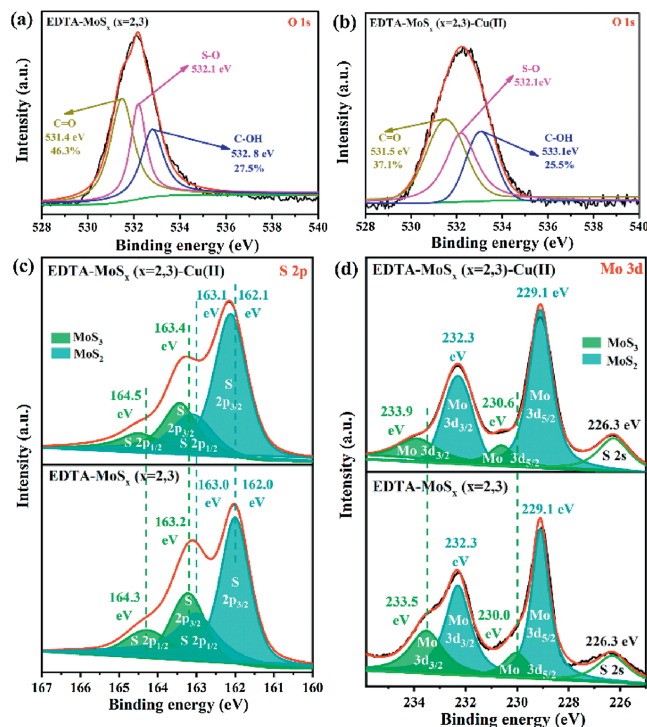 (a)
EDTA-MoSₓ (x=2,3)
O 1s
S-O
532.1 eV
C=O
531.4 eV
46.3%
C-OH
532. 8 eV
27.5%
Intensity (a.u.)
528 530 532 534 536 538 540
Binding energy (eV)
(b)
EDTA-MoSₓ (x=2,3)-Cu(II)
O 1s
S-O
532.1eV
C=O
531.5 eV
37.1%
C-OH
533.1eV
25.5%
Intensity (a.u.)
528 530 532 534 536 538 540
Binding energy (eV)
(c)
EDTA-MoSₓ (x=2,3)-Cu(II)
S 2p
MoS₃
MoS₂
163.1
eV
162.1
eV
163.4
eV
164.5
eV
S
2p₃/₂
S
2p₃/₂
S 2p₁/₂
S 2p₁/₂
EDTA-MoSₓ (x=2,3)
163.0
eV
162.0
eV
163.2
eV
164.3
eV
S
2p₃/₂
S
2p₃/₂
S 2p₁/₂
S 2p₁/₂
Intensity (a.u.)
167 166 165 164 163 162 161 160
Binding energy (eV)
(d)
EDTA-MoSₓ (x=2,3)-Cu(II)
Mo 3d
229.1 eV
MoS₃
MoS₂
232.3
eV
230.6
eV
233.9
eV
226.3 eV
Mo
3d₃/₂
Mo
3d₅/₂
Mo 3d₃/₂
Mo 3d₅/₂
S 2s
EDTA-MoSₓ (x=2,3)
229.1 eV
232.3
eV
233.5
eV
230.0
eV
226.3 eV
Mo
3d₃/₂
Mo
3d₅/₂
Mo
3d₃/₂
Mo 3d₅/₂
S 2s
Intensity (a.u.)
234 232 230 228 226
Binding energy (eV)